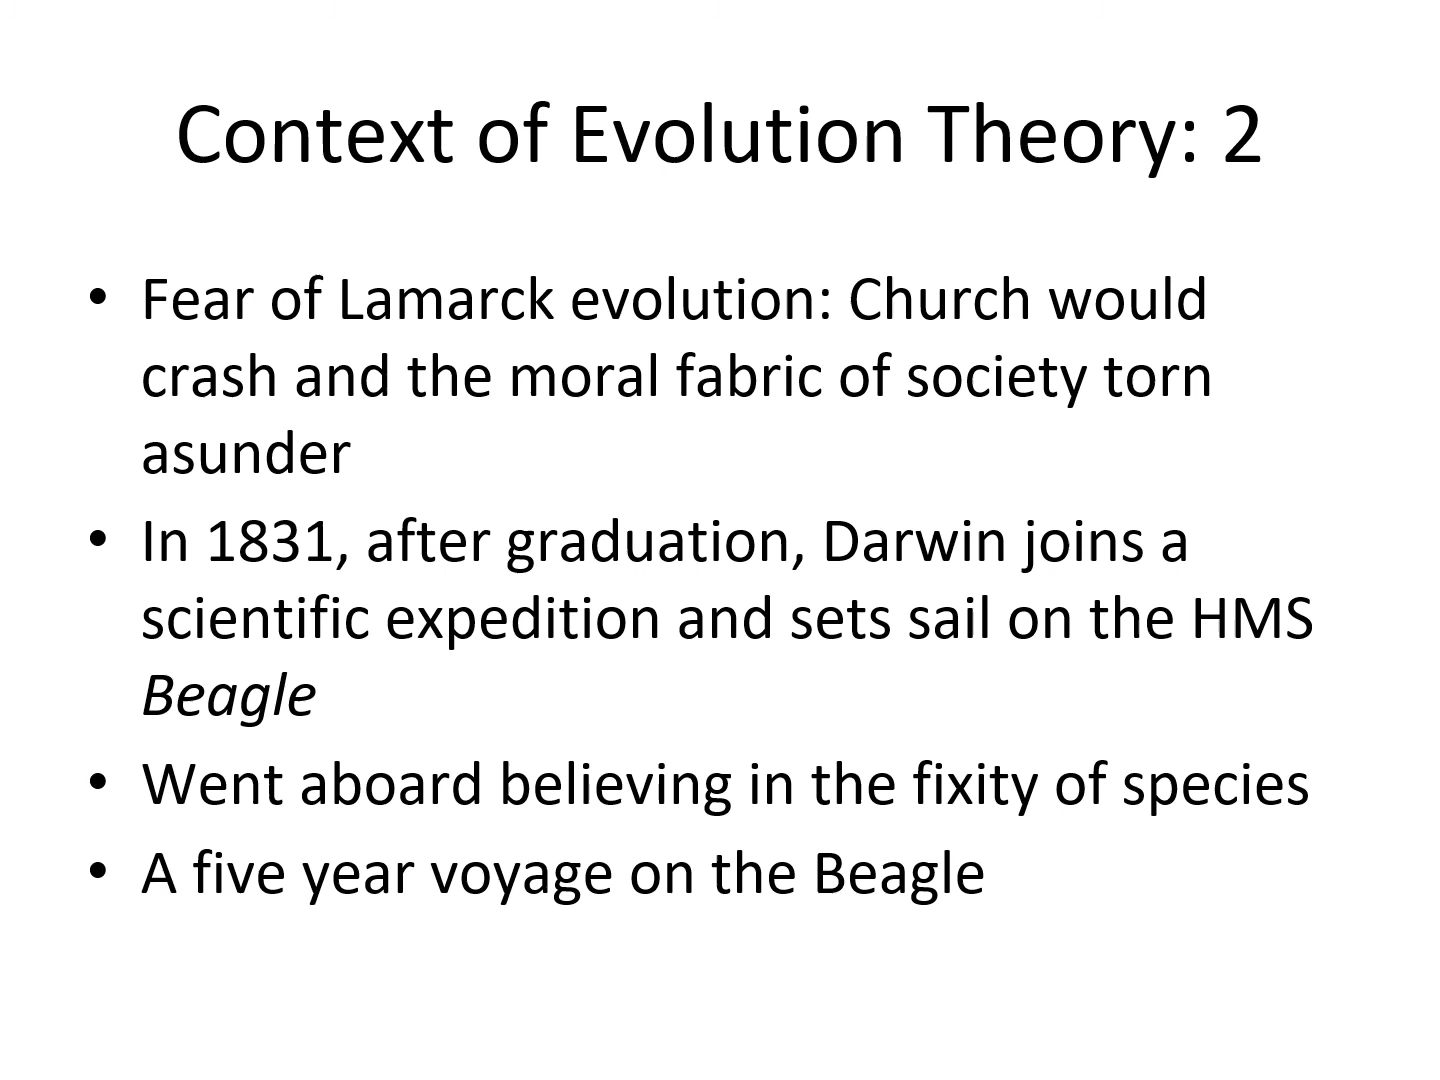 Context of Evolution Theory: 2
• Fear of Lamarck evolution: Church would
crash and the moral fabric of society torn
asunder
• In 1831, after graduation, Darwin joins a
scientific expedition and sets sail on the HMS
Beagle
• Went aboard believing in the fixity of species
• A five year voyage on the Beagle